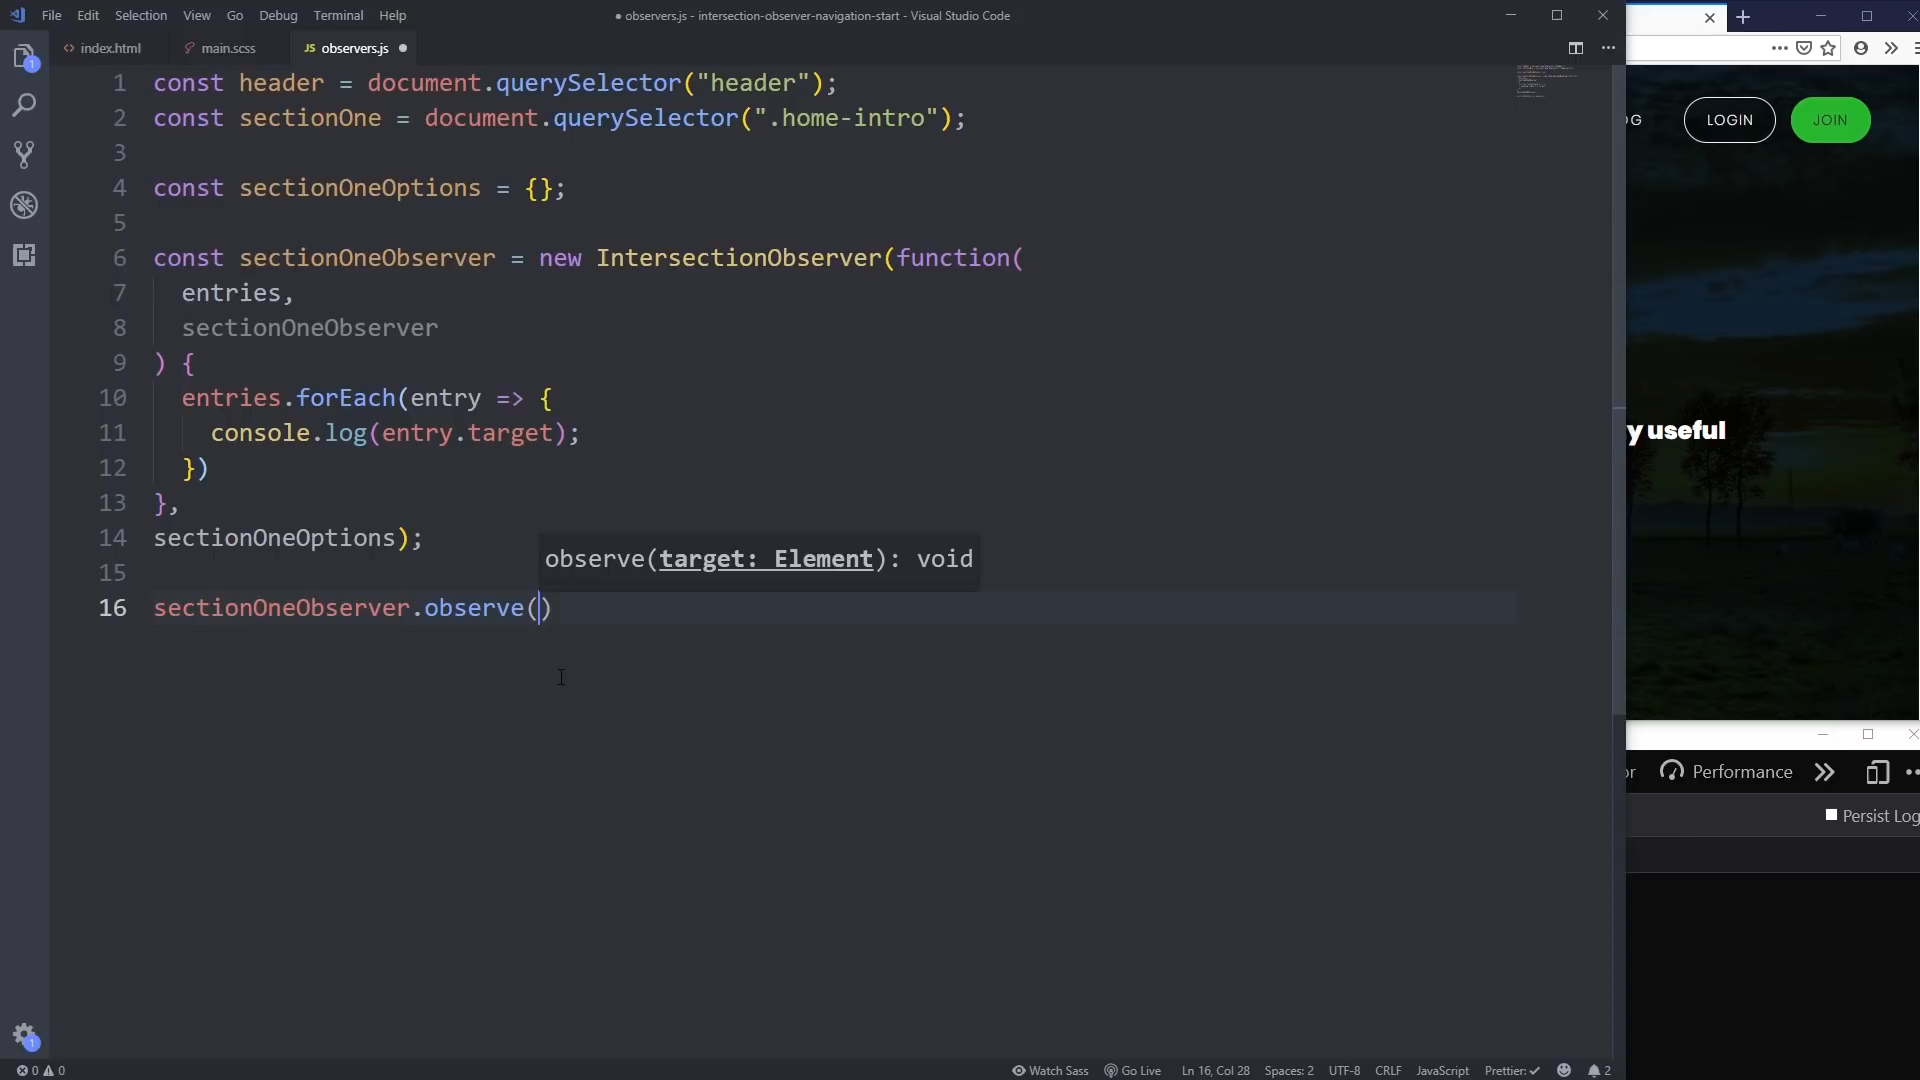 File Edit Selection View Go Debug Terminal Help
● observers.js - intersection-observer-navigation-start - Visual Studio Code
index.html main.scss JS observers.js
1 const header = document.querySelector("header");
2 const sectionOne = document.querySelector(".home-intro");
3
4 const sectionOneOptions = {};
5
6 const sectionOneObserver = new IntersectionObserver(function(
7 entries,
8 sectionOneObserver
9 ) {
10 entries.forEach(entry => {
11 console.log(entry.target);
12 })
13 },
14 sectionOneOptions);
15
observe(target: Element): void
16 sectionOneObserver.observe()
LOGIN JOIN
y useful
Performance
Persist Log
1
1
0 0
Watch Sass Go Live Ln 16, Col 28 Spaces: 2 UTF-8 CRLF JavaScript Prettier: ✓ 2